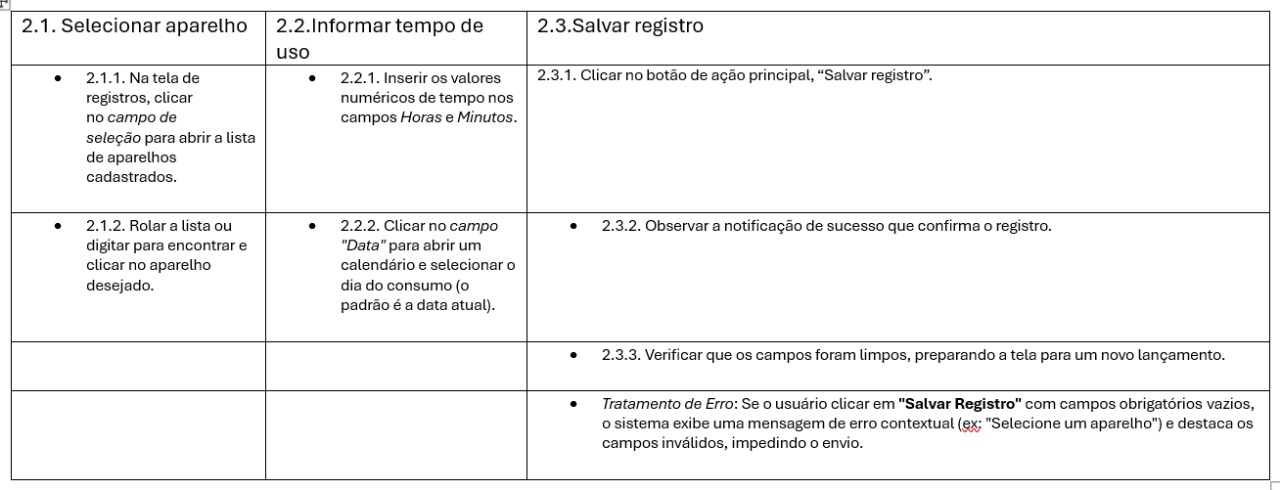 2.1. Selecionar aparelho
2.2.Informar tempo de
uso
2.3.Salvar registro
• 2.1.1. Na tela de
registros, clicar
no campo de
seleção para abrir a lista
de aparelhos
cadastrados.
• 2.2.1. Inserir os valores
numéricos de tempo nos
campos Horas e Minutos.
2.3.1. Clicar no botão de ação principal, “Salvar registro”.
• 2.1.2. Rolar a lista ou
digitar para encontrar e
clicar no aparelho
desejado.
• 2.2.2. Clicar no campo
"Data" para abrir um
calendário e selecionar o
dia do consumo (o
padrão é a data atual).
• 2.3.2. Observar a notificação de sucesso que confirma o registro.
• 2.3.3. Verificar que os campos foram limpos, preparando a tela para um novo lançamento.
• Tratamento de Erro: Se o usuário clicar em "Salvar Registro" com campos obrigatórios vazios,
o sistema exibe uma mensagem de erro contextual (ex: "Selecione um aparelho") e destaca os
campos inválidos, impedindo o envio.